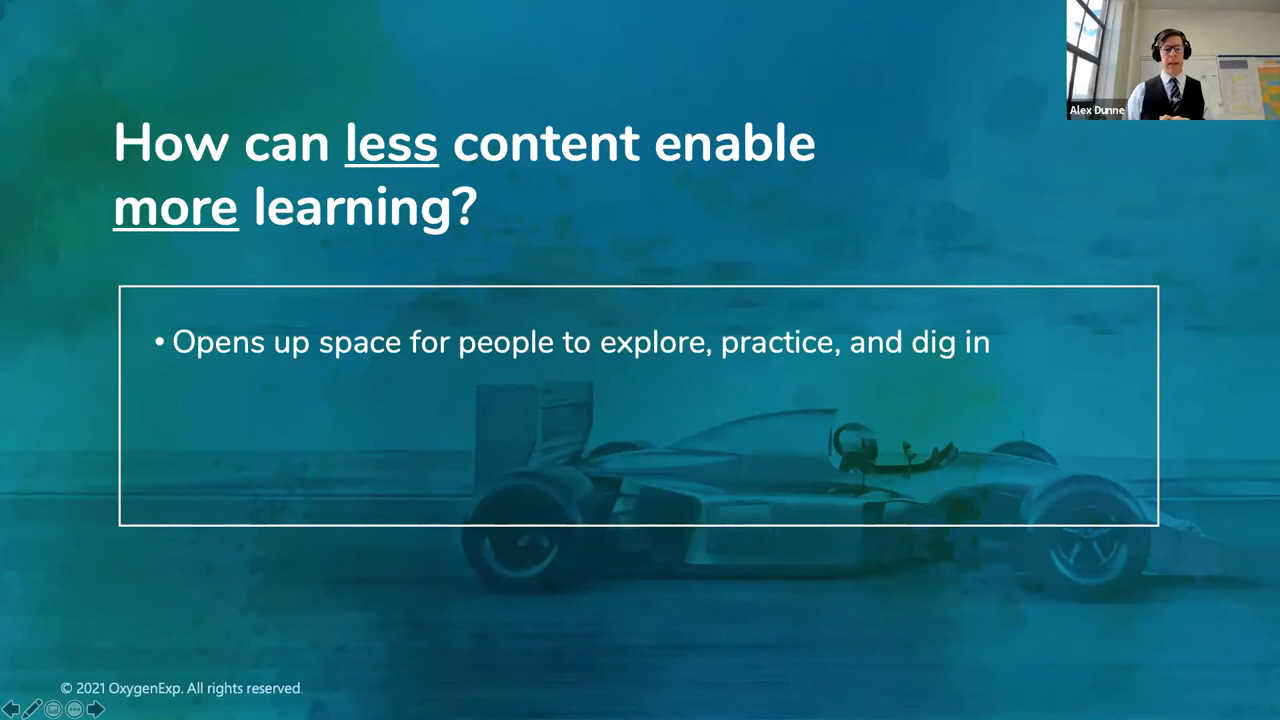 Alex Dunne
How can less content enable
more learning?
• Opens up space for people to explore, practice, and dig in
© 2021 OxygenExp. All rights reserved.